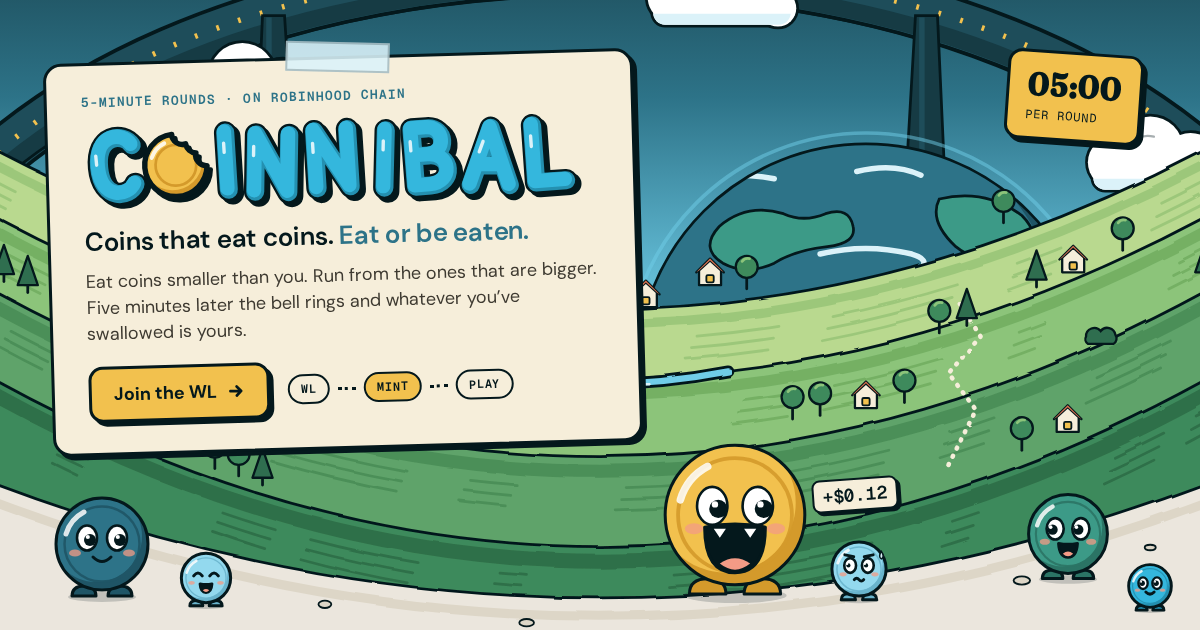 5-MINUTE ROUNDS · ON ROBINHOOD CHAIN
COINNIBAL
Coins that eat coins. Eat or be eaten.
Eat coins smaller than you. Run from the ones that are bigger.
Five minutes later the bell rings and whatever you’ve
swallowed is yours.
Join the WL →
WL
MINT
PLAY
05:00
PER ROUND
+$0.12